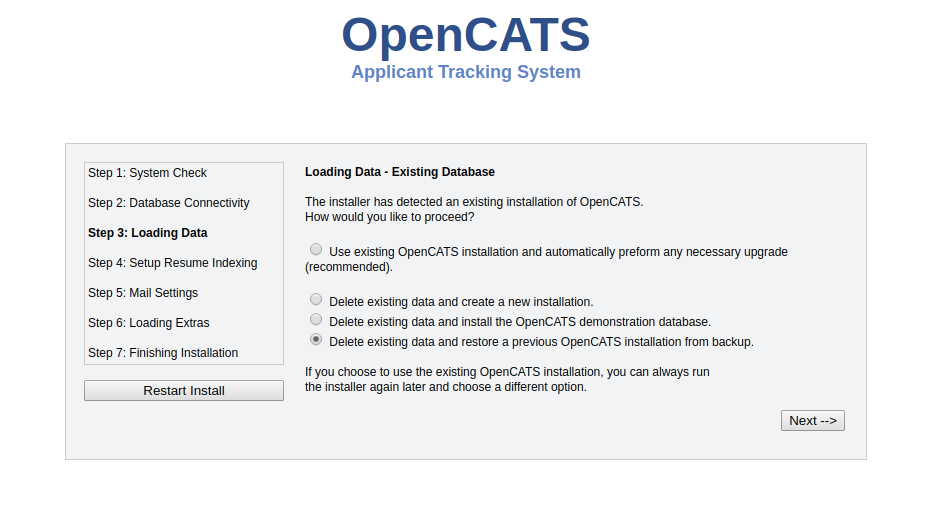 OpenCATS
Applicant Tracking System
Step 1: System Check
Step 2: Database Connectivity
Step 3: Loading Data
Step 4: Setup Resume Indexing
Step 5: Mail Settings
Step 6: Loading Extras
Step 7: Finishing Installation
Restart Install
Loading Data - Existing Database
The installer has detected an existing installation of OpenCATS.
How would you like to proceed?
Use existing OpenCATS installation and automatically preform any necessary upgrade
(recommended).
Delete existing data and create a new installation.
Delete existing data and install the OpenCATS demonstration database.
Delete existing data and restore a previous OpenCATS installation from backup.
If you choose to use the existing OpenCATS installation, you can always run
the installer again later and choose a different option.
Next -->